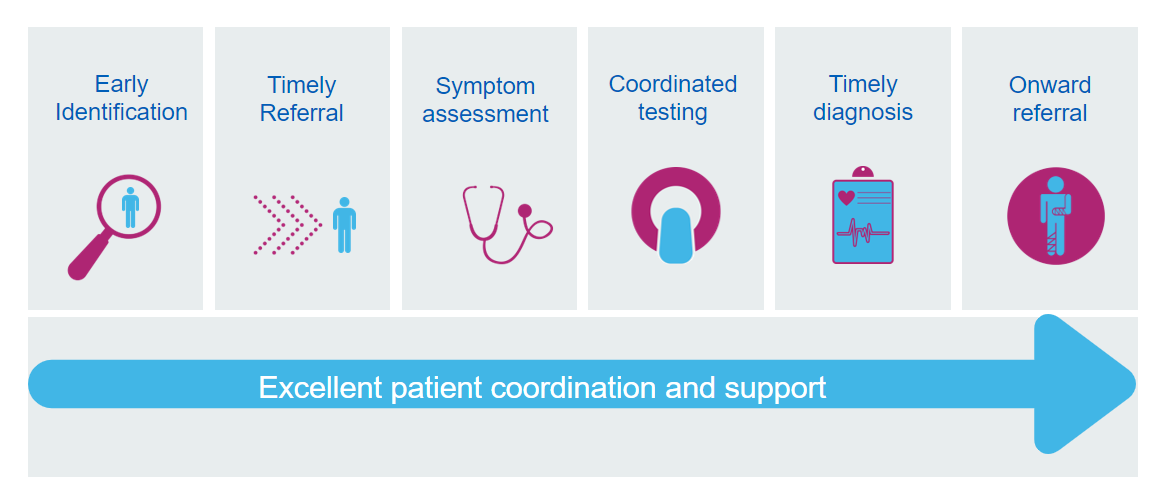 Early
Identification
Timely
Referral
Symptom
assessment
Coordinated
testing
Timely
diagnosis
Onward
referral
Excellent patient coordination and support